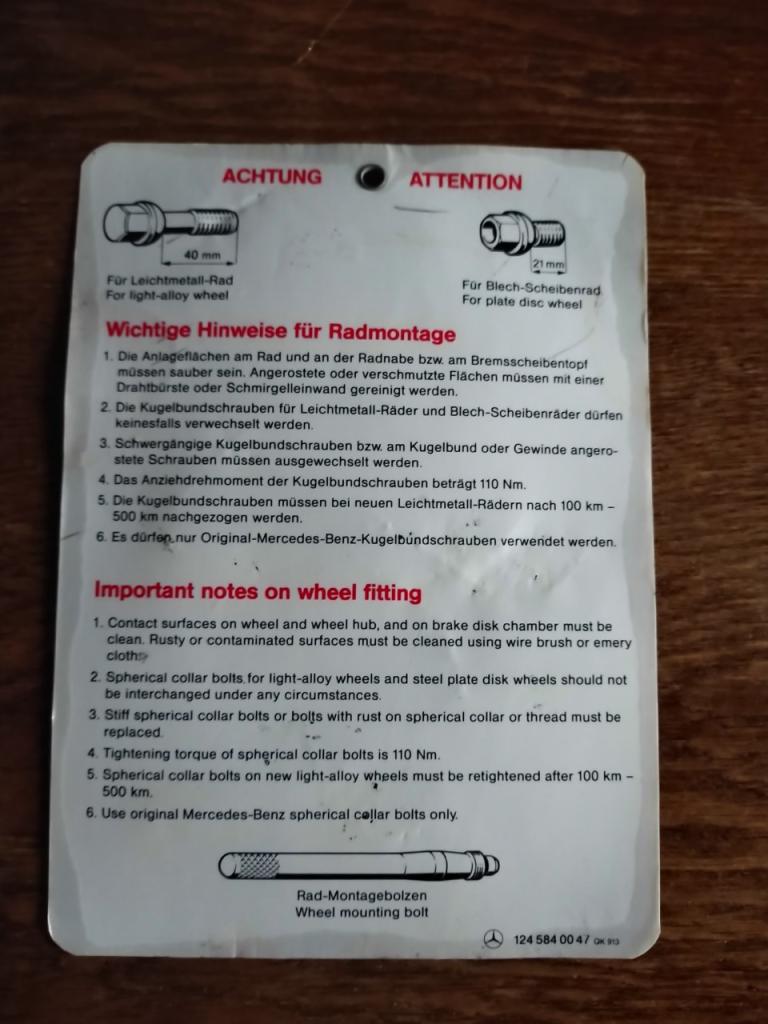 ACHTUNG ATTENTION
40 mm
21 mm
Für Leichtmetall-Rad
For light-alloy wheel
Für Blech-Scheibenrad
For plate disc wheel
Wichtige Hinweise für Radmontage
1. Die Anlageflächen am Rad und an der Radnabe bzw. am Bremsscheibentopf
müssen sauber sein. Angerostete oder verschmutzte Flächen müssen mit einer
Drahtbürste oder Schmirgelleinwand gereinigt werden.
2. Die Kugelbundschrauben für Leichtmetall-Räder und Blech-Scheibenräder dürfen
keinesfalls verwechselt werden.
3. Schwergängige Kugelbundschrauben bzw. am Kugelbund oder Gewinde angero-
stete Schrauben müssen ausgewechselt werden.
4. Das Anziehdrehmoment der Kugelbundschrauben beträgt 110 Nm.
5. Die Kugelbundschrauben müssen bei neuen Leichtmetall-Rädern nach 100 km –
500 km nachgezogen werden.
6. Es dürfen nur Original-Mercedes-Benz-Kugelbundschrauben verwendet werden.
Important notes on wheel fitting
1. Contact surfaces on wheel and wheel hub, and on brake disk chamber must be
clean. Rusty or contaminated surfaces must be cleaned using wire brush or emery
cloth.
2. Spherical collar bolts for light-alloy wheels and steel plate disk wheels should not
be interchanged under any circumstances.
3. Stiff spherical collar bolts or bolts with rust on spherical collar or thread must be
replaced.
4. Tightening torque of spherical collar bolts is 110 Nm.
5. Spherical collar bolts on new light-alloy wheels must be retightened after 100 km –
500 km.
6. Use original Mercedes-Benz spherical collar bolts only.
Rad-Montagebolzen
Wheel mounting bolt
124 584 00 47 QK 913